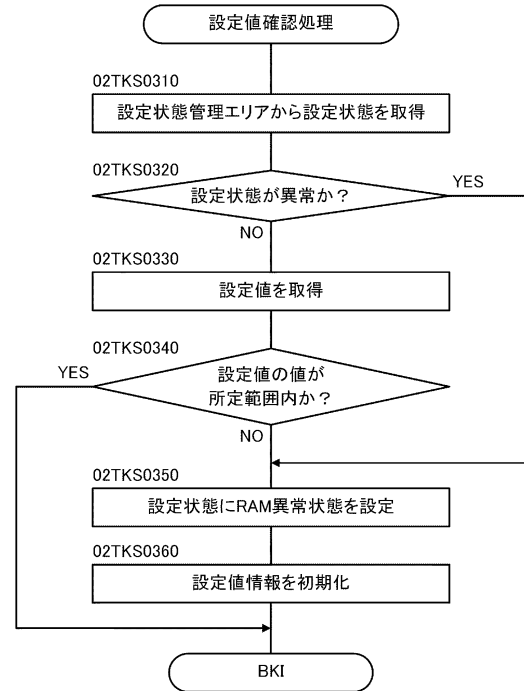 設定値確認処理
02TKS0310
設定状態管理エリアから設定状態を取得
02TKS0320
設定状態が異常か?
YES
NO
02TKS0330
設定値を取得
02TKS0340
YES
設定値の値が
所定範囲内か?
NO
02TKS0350
設定状態にRAM異常状態を設定
02TKS0360
設定値情報を初期化
BKI